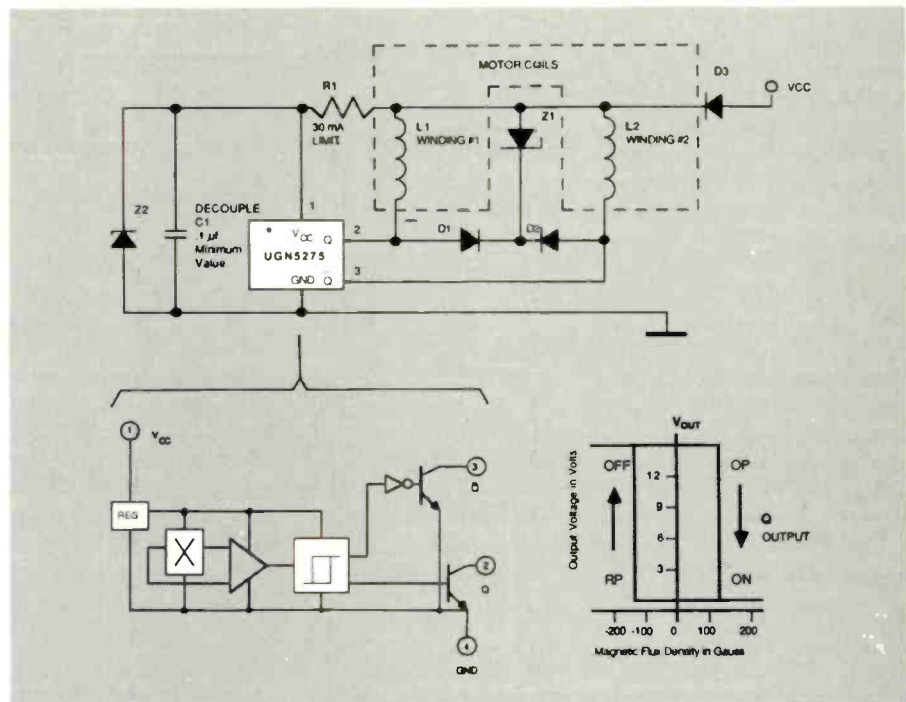 MOTOR COILS
D3
VCC
R1
30 mA
LIMIT
L1
WINDING #1
Z1
L2
WINDING #2
Z2
DECOUPLE
C1
.1 µf
Minimum
Value
1
VCC Q
UGN5275
GND Q̅
2
3
D1
D2
1
VCC
REG
X
3
Q̅
2
Q
4
GND
VOUT
Output Voltage in Volts
OFF
RP
12
9
6
3
OP
Q
OUTPUT
ON
-200 -100 0 100 200
Magnetic Flux Density in Gauss